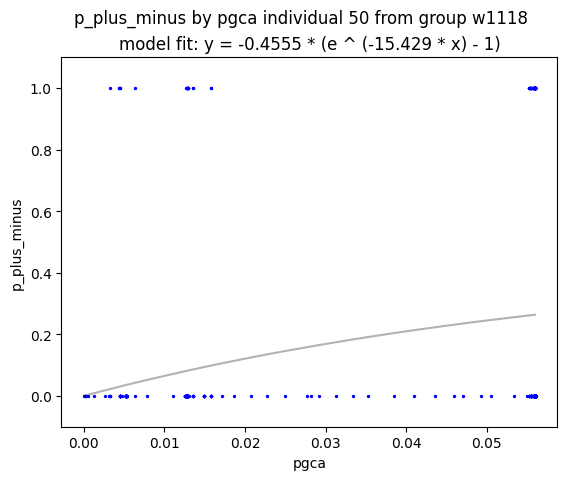 p_plus_minus by pgca individual 50 from group w1118
model fit: y = -0.4555 * (e ^ (-15.429 * x) - 1)
1.0
0.8
0.6
0.4
0.2
0.0
p_plus_minus
0.00 0.01 0.02 0.03 0.04 0.05
pgca